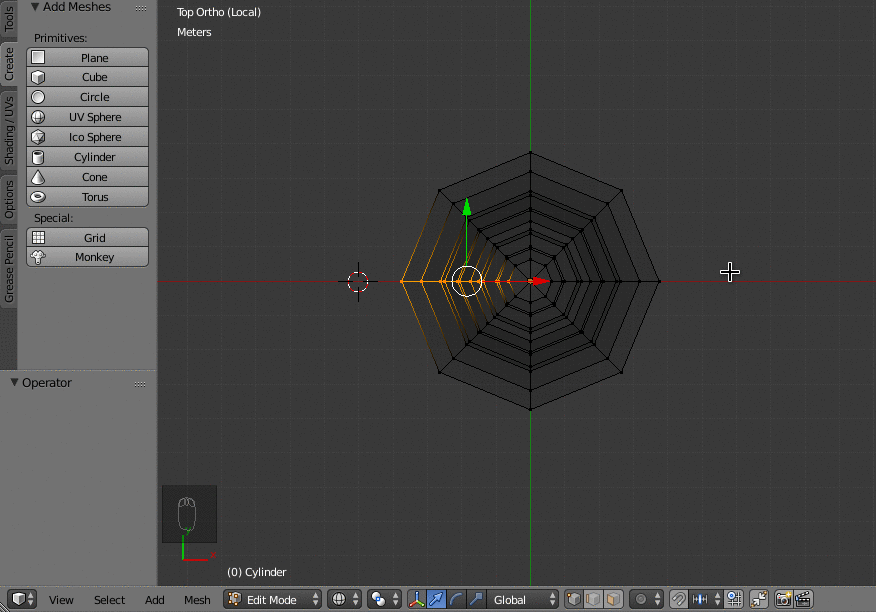 Tools
Create
Shading / UVs
Options
Grease Pencil
Add Meshes
Primitives:
Plane
Cube
Circle
UV Sphere
Ico Sphere
Cylinder
Cone
Torus
Special:
Grid
Monkey
Operator
Top Ortho (Local)
Meters
(0) Cylinder
View Select Add Mesh Edit Mode Global